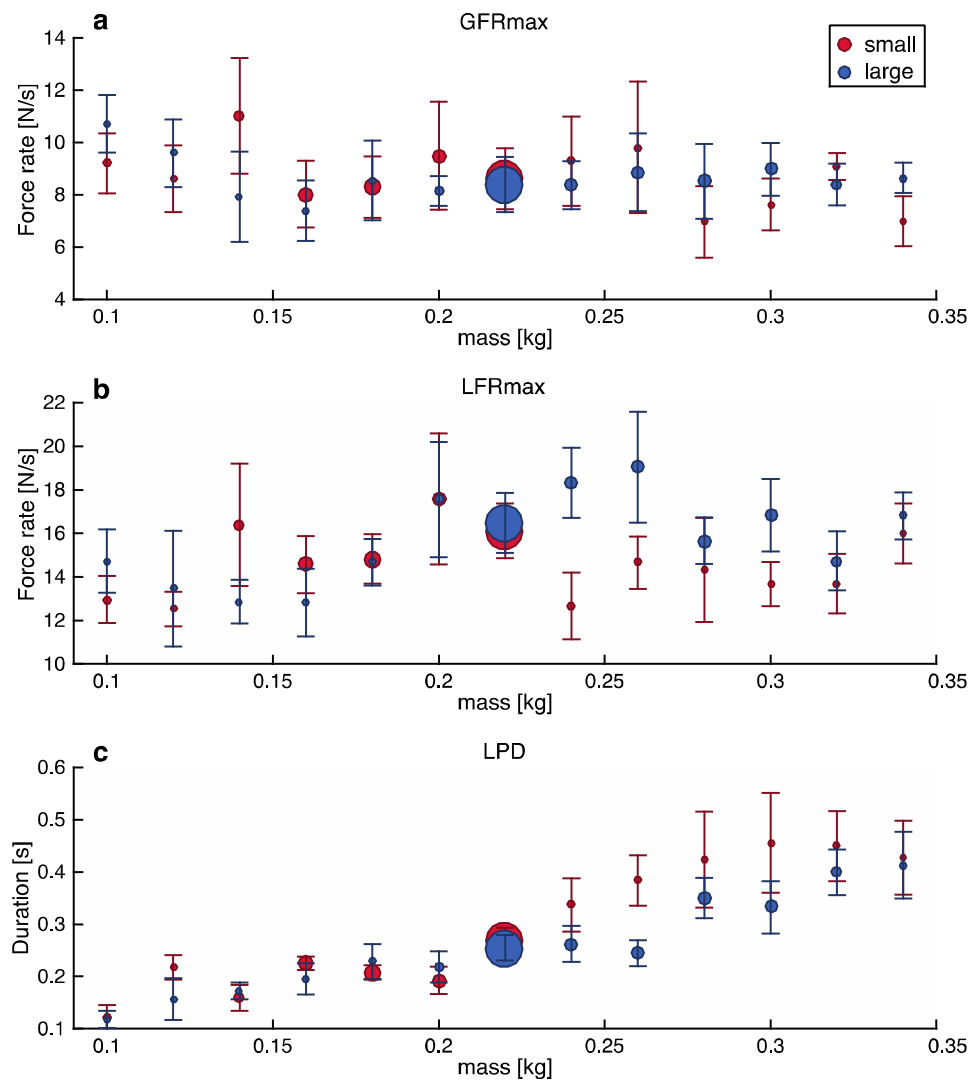 a
GFRmax
small
large
Force rate [N/s]
14
12
10
8
6
4
0.1
0.15
0.2
0.25
0.3
0.35
mass [kg]
b
LFRmax
Force rate [N/s]
22
20
18
16
14
12
10
0.1
0.15
0.2
0.25
0.3
0.35
mass [kg]
c
LPD
Duration [s]
0.6
0.5
0.4
0.3
0.2
0.1
0.1
0.15
0.2
0.25
0.3
0.35
mass [kg]